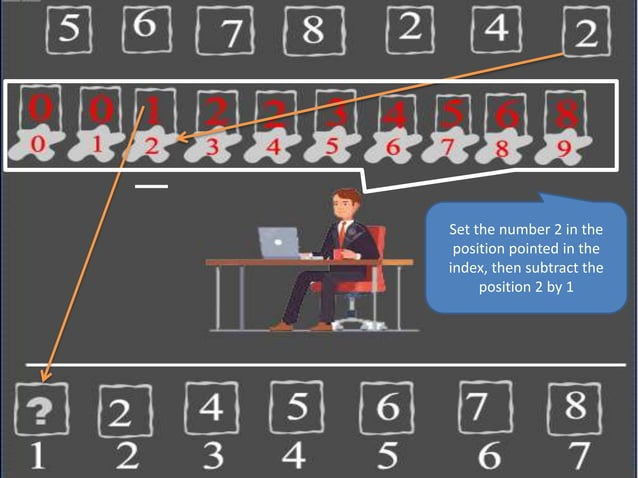 5 6 7 8 2 4 2
0 0 1 2 2 3 4 5 6 8
0 1 2 3 4 5 6 7 8 9
Set the number 2 in the
position pointed in the
index, then subtract the
position 2 by 1
? 2 4 5 6 7 8
1 2 3 4 5 6 7